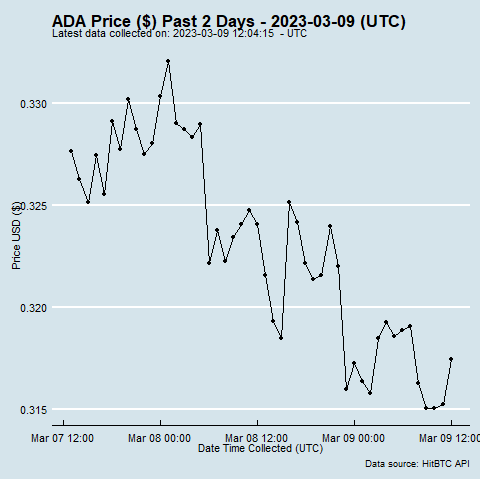 ADA Price ($) Past 2 Days - 2023-03-09 (UTC)
Latest data collected on: 2023-03-09 12:04:15  - UTC
0.330
0.325
0.320
0.315
Price USD ($)
Mar 07 12:00 Mar 08 00:00 Mar 08 12:00 Mar 09 00:00 Mar 09 12:00
Date Time Collected (UTC)
Data source: HitBTC API